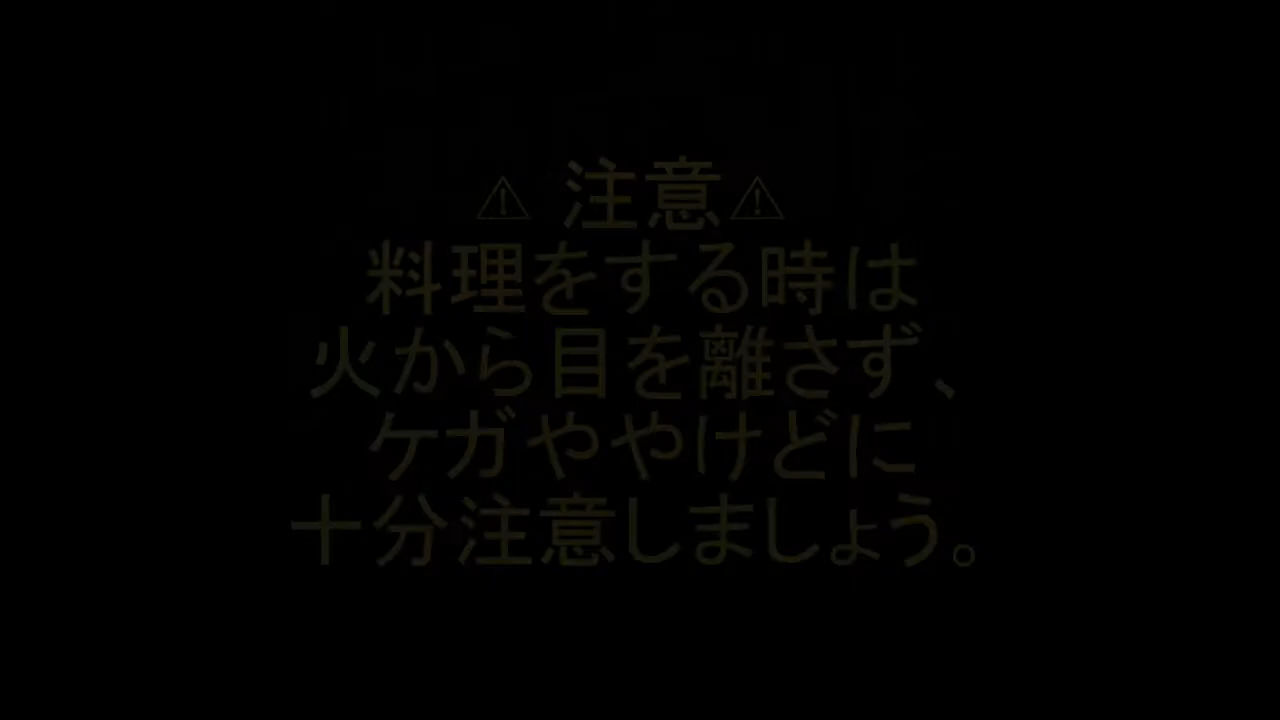 ⚠ 注意⚠
料理をする時は
火から目を離さず、
ケガややけどに
十分注意しましょう。